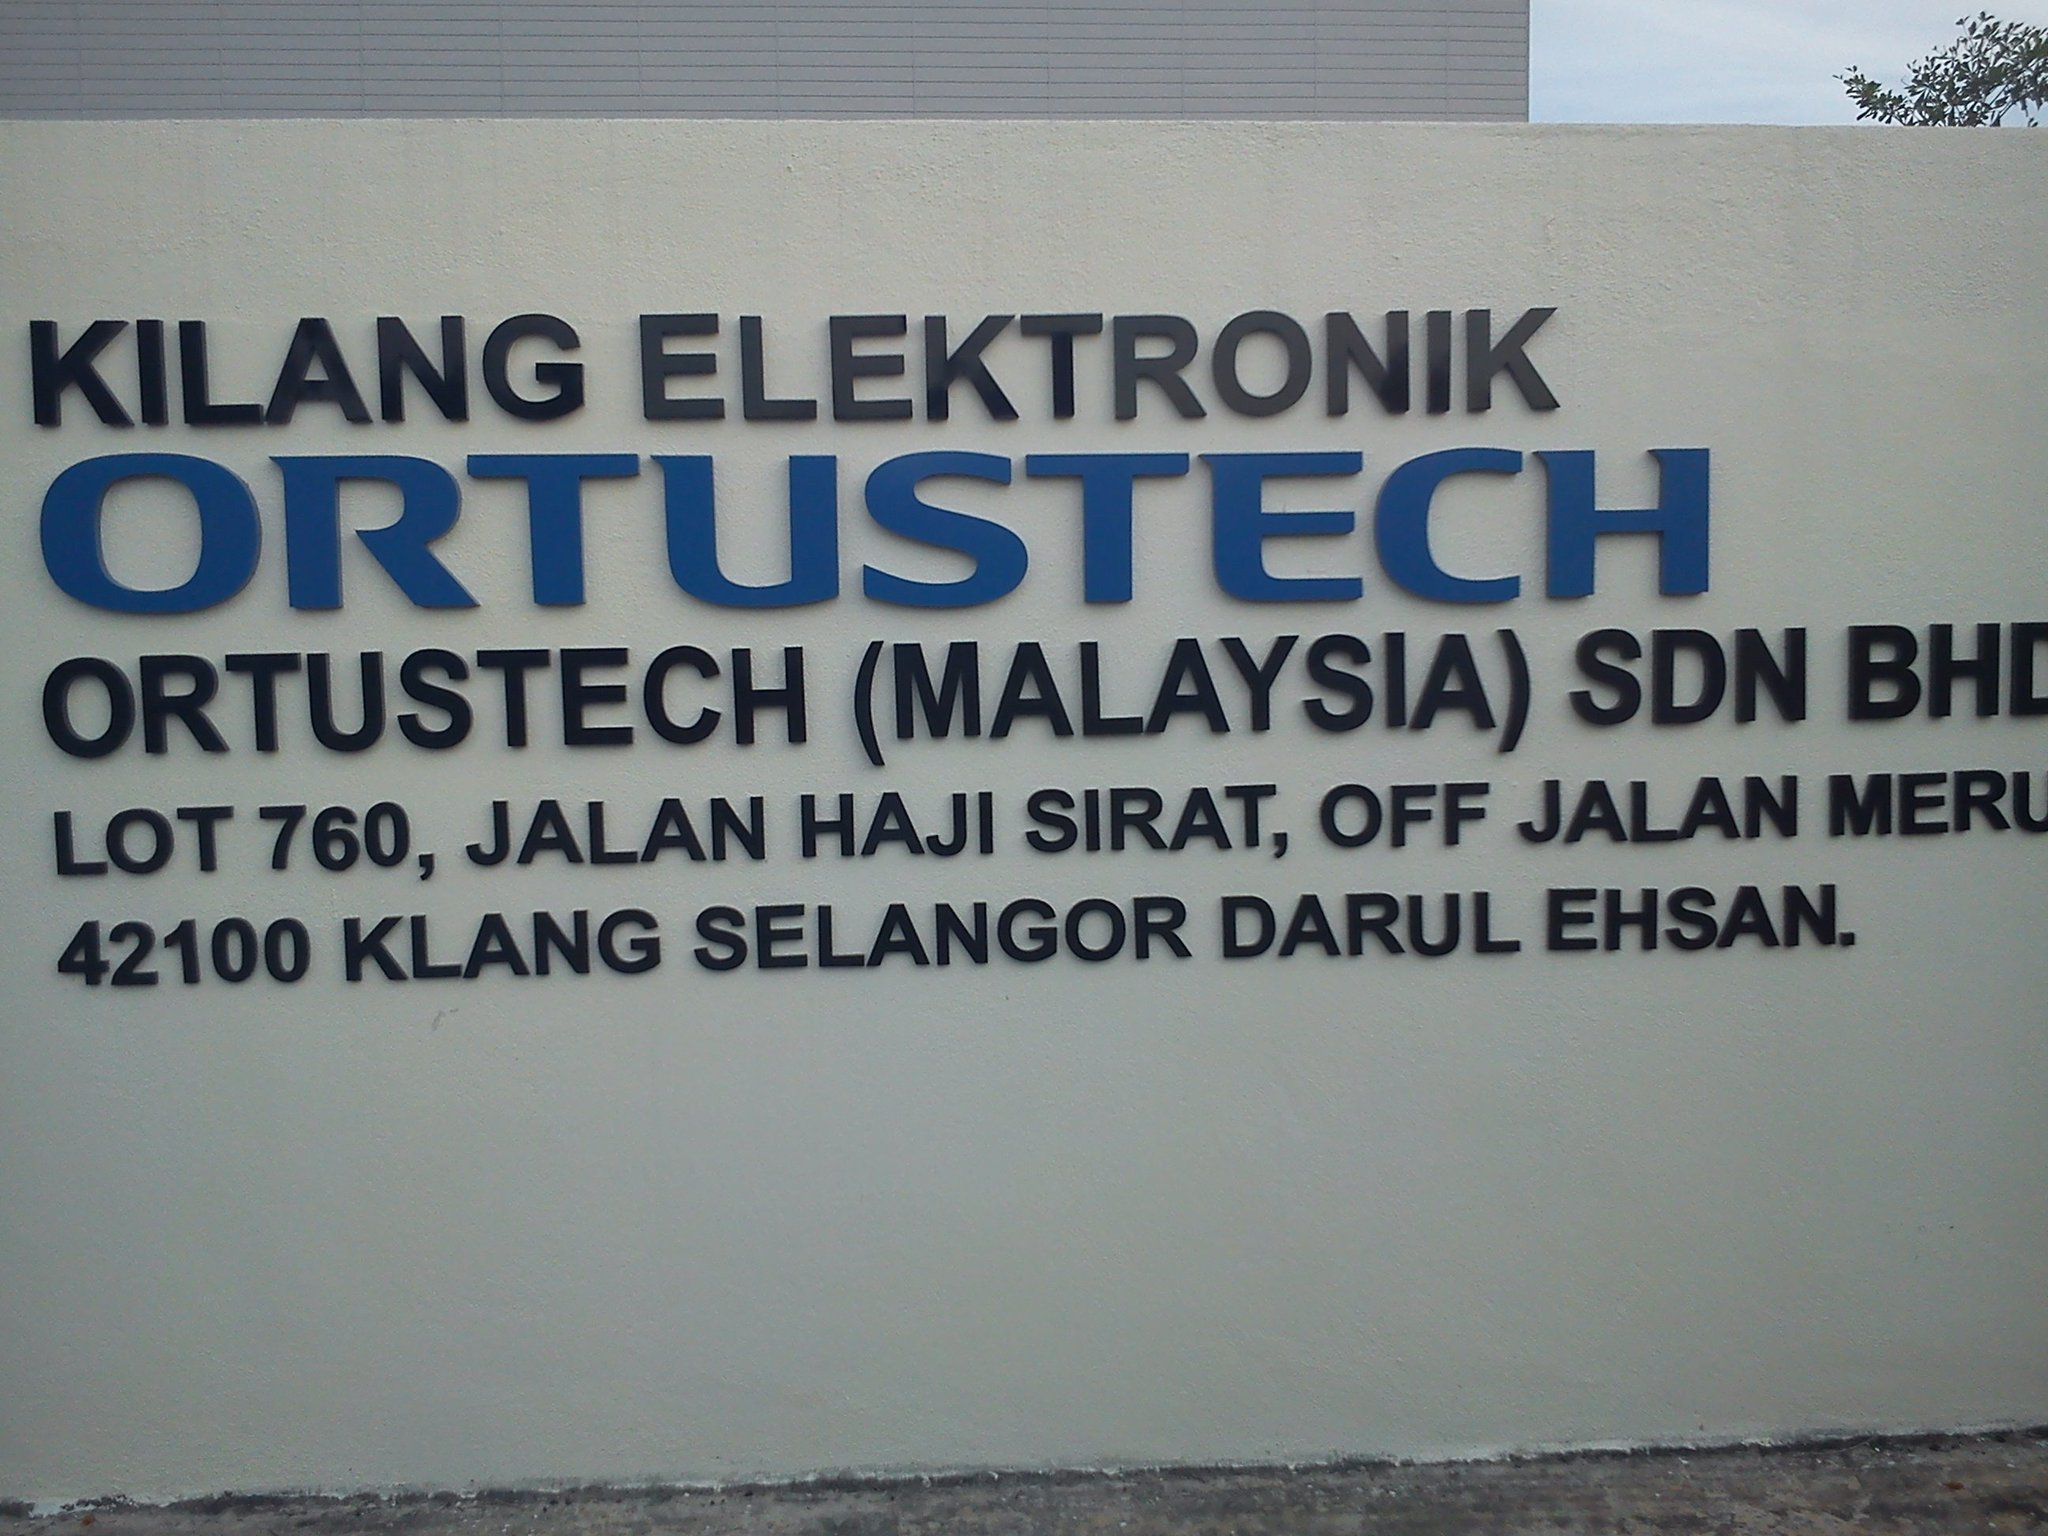 KILANG ELEKTRONIK
ORTUSTECH
ORTUSTECH (MALAYSIA) SDN BHD
LOT 760, JALAN HAJI SIRAT, OFF JALAN MERU
42100 KLANG SELANGOR DARUL EHSAN.